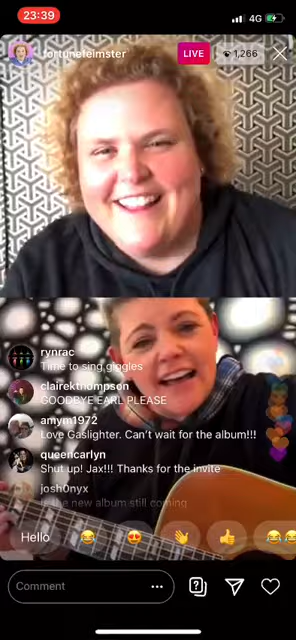 23:39
4G
fortunefeimster
LIVE
1,266
rynrac
Time to sing giggles
clairekthompson
GOODBYE EARL PLEASE
amym1972
Love Gaslighter. Can't wait for the album!!!
queencarlyn
Shut up! Jax!!! Thanks for the invite
josh0nyx
is the new album still coming
Hello
Comment